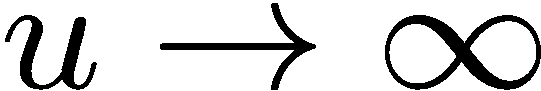 u → ∞